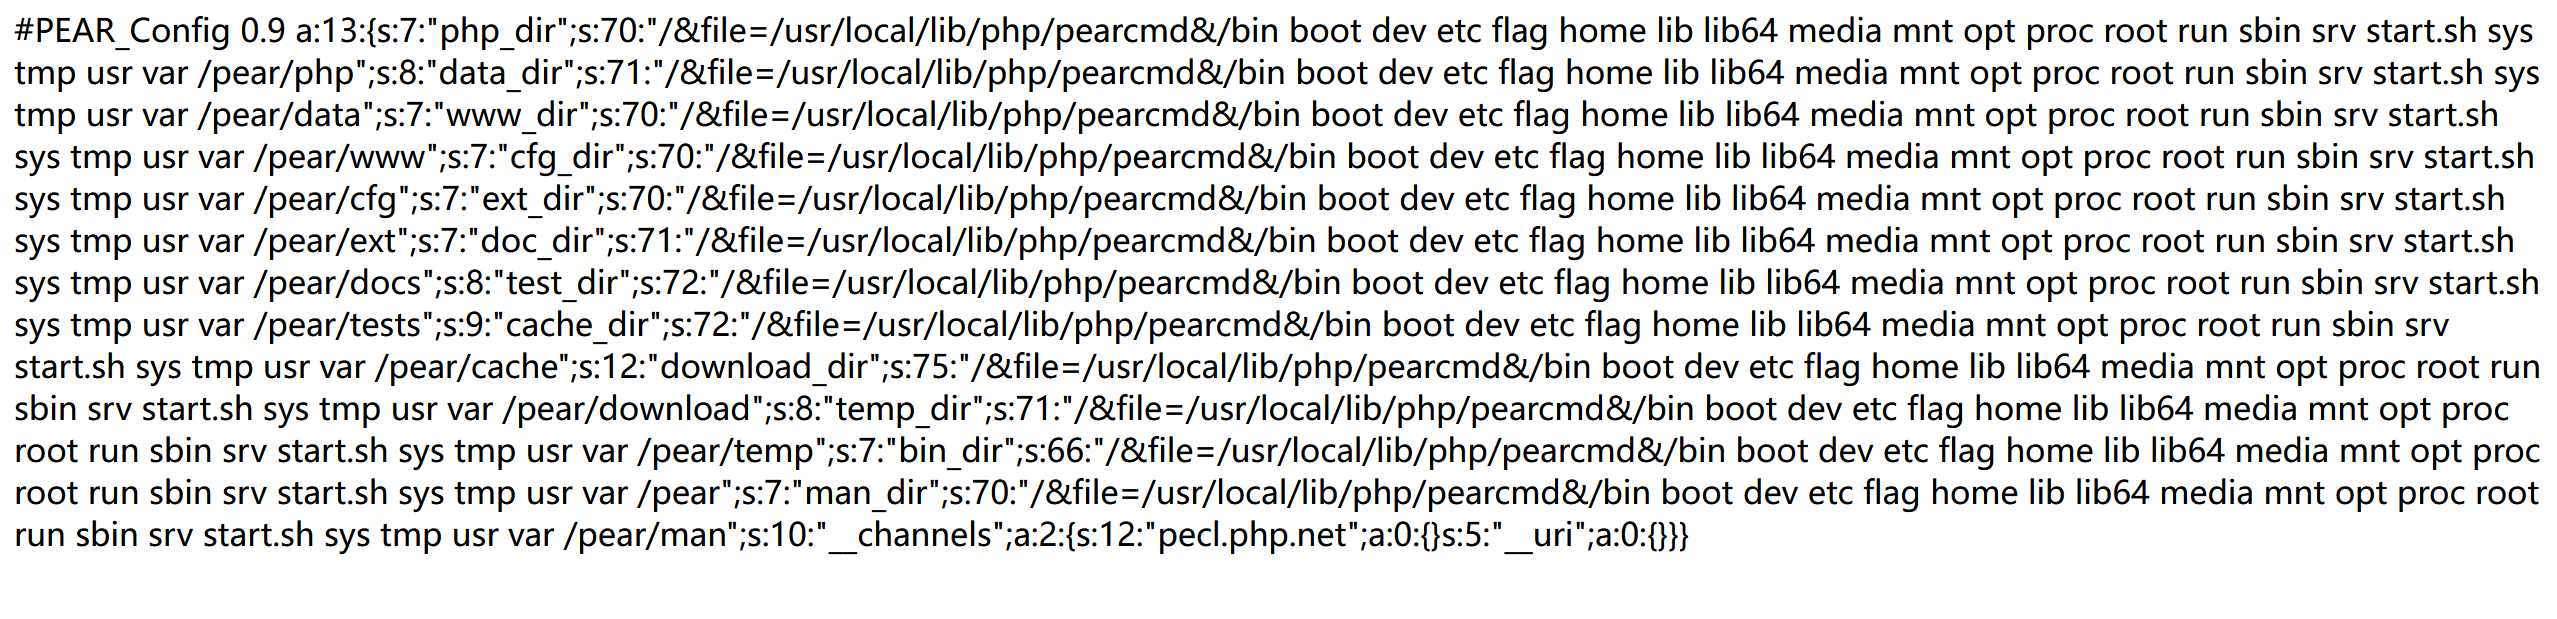 #PEAR_Config 0.9 a:13:{s:7:"php_dir";s:70:"/&file=/usr/local/lib/php/pearcmd&/bin boot dev etc flag home lib lib64 media mnt opt proc root run sbin srv start.sh sys
tmp usr var /pear/php";s:8:"data_dir";s:71:"/&file=/usr/local/lib/php/pearcmd&/bin boot dev etc flag home lib lib64 media mnt opt proc root run sbin srv start.sh sys
tmp usr var /pear/data";s:7:"www_dir";s:70:"/&file=/usr/local/lib/php/pearcmd&/bin boot dev etc flag home lib lib64 media mnt opt proc root run sbin srv start.sh
sys tmp usr var /pear/www";s:7:"cfg_dir";s:70:"/&file=/usr/local/lib/php/pearcmd&/bin boot dev etc flag home lib lib64 media mnt opt proc root run sbin srv start.sh
sys tmp usr var /pear/cfg";s:7:"ext_dir";s:70:"/&file=/usr/local/lib/php/pearcmd&/bin boot dev etc flag home lib lib64 media mnt opt proc root run sbin srv start.sh
sys tmp usr var /pear/ext";s:7:"doc_dir";s:71:"/&file=/usr/local/lib/php/pearcmd&/bin boot dev etc flag home lib lib64 media mnt opt proc root run sbin srv start.sh
sys tmp usr var /pear/docs";s:8:"test_dir";s:72:"/&file=/usr/local/lib/php/pearcmd&/bin boot dev etc flag home lib lib64 media mnt opt proc root run sbin srv start.sh
sys tmp usr var /pear/tests";s:9:"cache_dir";s:72:"/&file=/usr/local/lib/php/pearcmd&/bin boot dev etc flag home lib lib64 media mnt opt proc root run sbin srv
start.sh sys tmp usr var /pear/cache";s:12:"download_dir";s:75:"/&file=/usr/local/lib/php/pearcmd&/bin boot dev etc flag home lib lib64 media mnt opt proc root run
sbin srv start.sh sys tmp usr var /pear/download";s:8:"temp_dir";s:71:"/&file=/usr/local/lib/php/pearcmd&/bin boot dev etc flag home lib lib64 media mnt opt proc
root run sbin srv start.sh sys tmp usr var /pear/temp";s:7:"bin_dir";s:66:"/&file=/usr/local/lib/php/pearcmd&/bin boot dev etc flag home lib lib64 media mnt opt proc
root run sbin srv start.sh sys tmp usr var /pear";s:7:"man_dir";s:70:"/&file=/usr/local/lib/php/pearcmd&/bin boot dev etc flag home lib lib64 media mnt opt proc root
run sbin srv start.sh sys tmp usr var /pear/man";s:10:"__channels";a:2:{s:12:"pecl.php.net";a:0:{}s:5:"__uri";a:0:{}}}